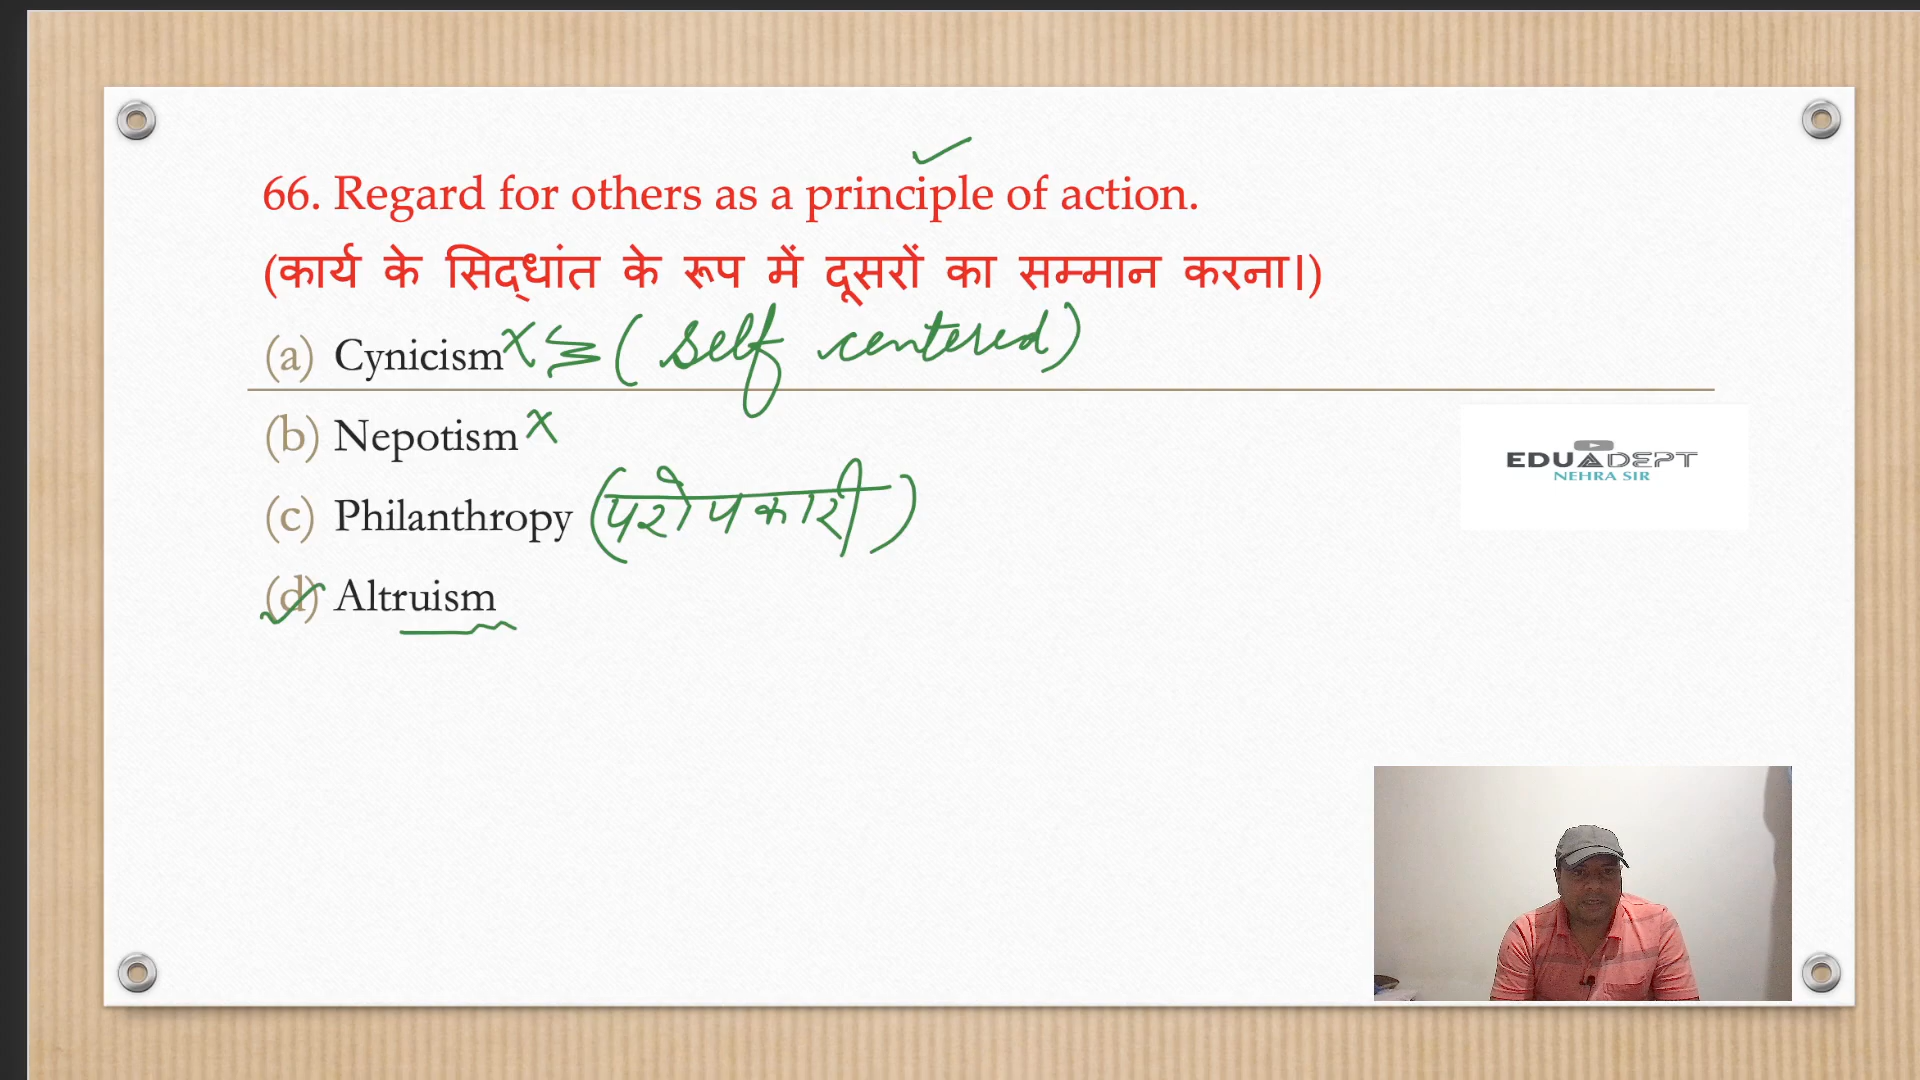 66. Regard for others as a principle of action.
(कार्य के सिद्धांत के रूप में दूसरों का सम्मान करना।)
(a) Cynicism x (self centered)
(b) Nepotism x
(c) Philanthropy (परोपकारी)
(d) Altruism
EDUADEPT
NEHRA SIR